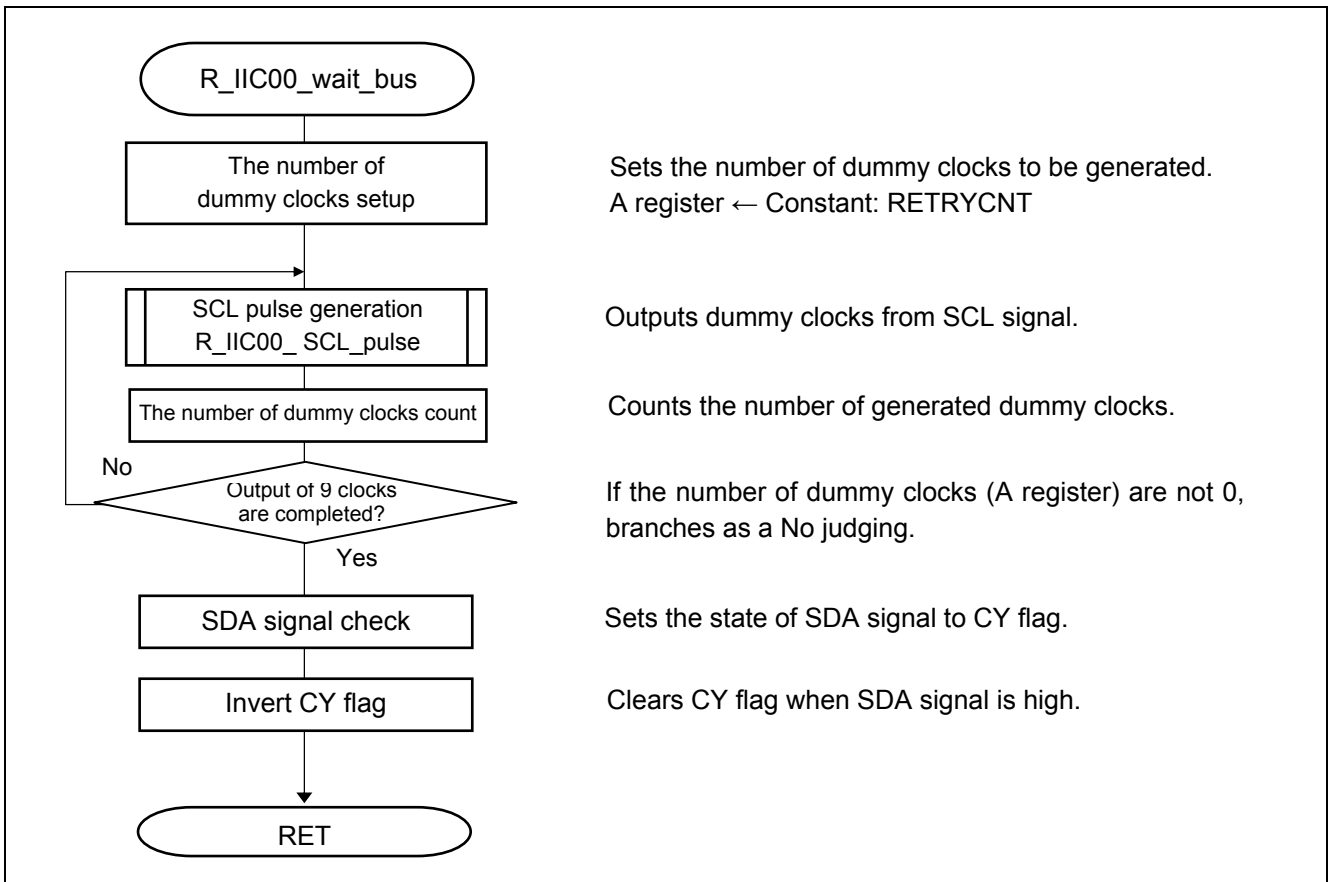 R_IIC00_wait_bus
The number of
dummy clocks setup
Sets the number of dummy clocks to be generated.
A register ← Constant: RETRYCNT
SCL pulse generation
R_IIC00_ SCL_pulse
Outputs dummy clocks from SCL signal.
The number of dummy clocks count
Counts the number of generated dummy clocks.
No
Output of 9 clocks
are completed?
If the number of dummy clocks (A register) are not 0,
branches as a No judging.
Yes
SDA signal check
Sets the state of SDA signal to CY flag.
Invert CY flag
Clears CY flag when SDA signal is high.
RET